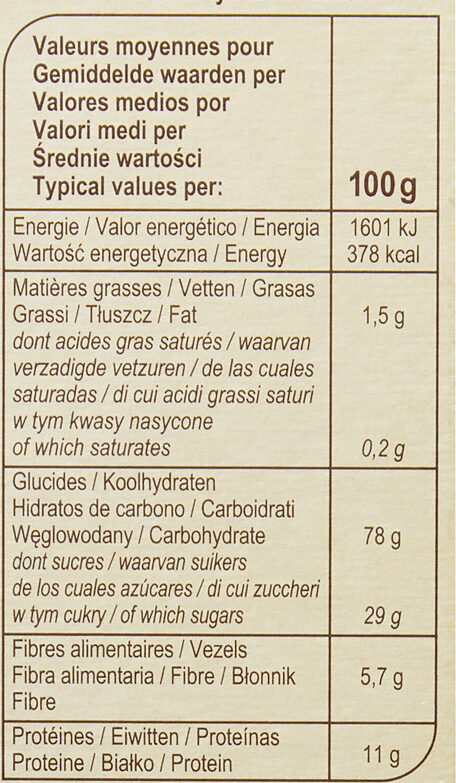 Valeurs moyennes pour
Gemiddelde waarden per
Valores medios por
Valori medi per
Średnie wartości
Typical values per: 100 g
Energie / Valor energético / Energia 1601 kJ
Wartość energetyczna / Energy 378 kcal
Matières grasses / Vetten / Grasas
Grassi / Tłuszcz / Fat 1,5 g
dont acides gras saturés / waarvan
verzadigde vetzuren / de las cuales
saturadas / di cui acidi grassi saturi
w tym kwasy nasycone
of which saturates 0,2 g
Glucides / Koolhydraten
Hidratos de carbono / Carboidrati
Węglowodany / Carbohydrate 78 g
dont sucres / waarvan suikers
de los cuales azúcares / di cui zuccheri
w tym cukry / of which sugars 29 g
Fibres alimentaires / Vezels
Fibra alimentaria / Fibre / Błonnik 5,7 g
Fibre
Protéines / Eiwitten / Proteínas
Proteine / Białko / Protein 11 g